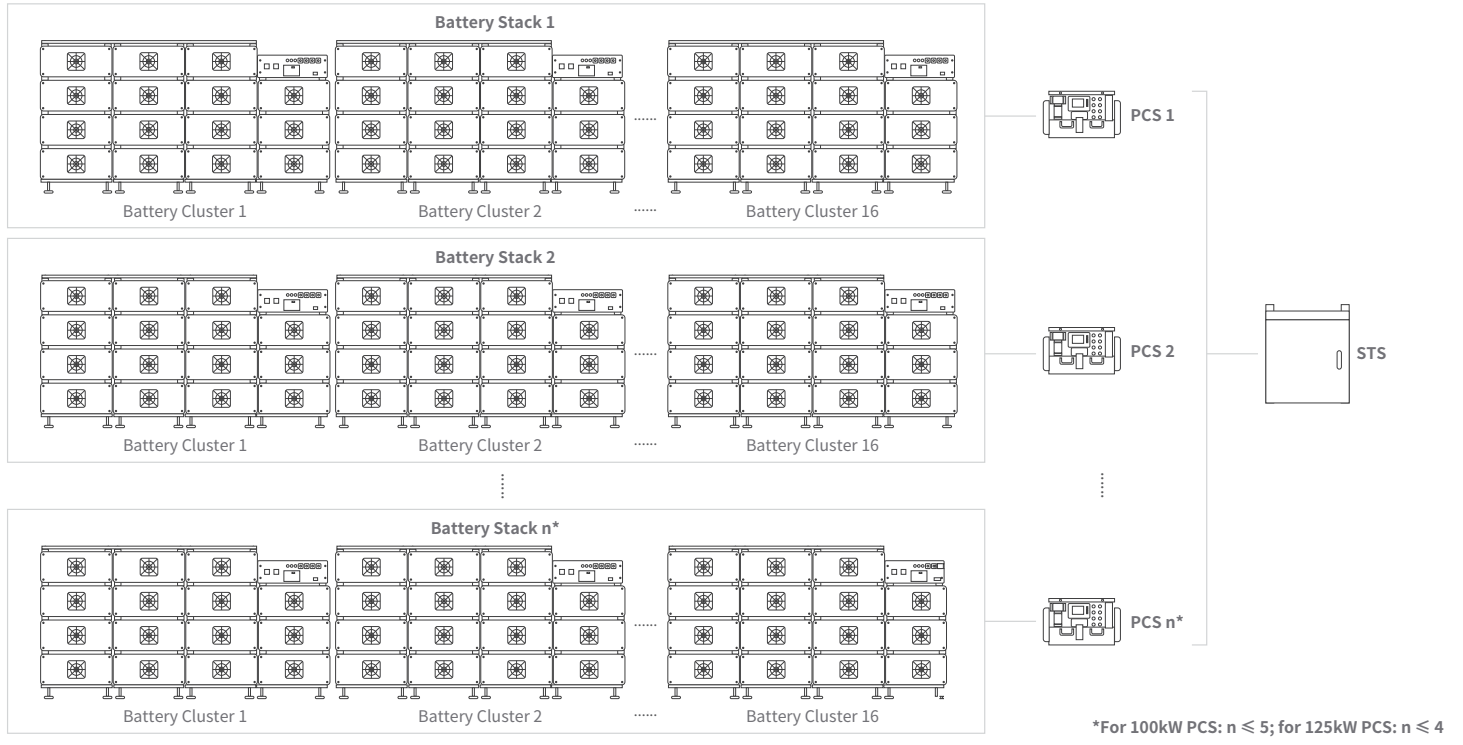 Battery Stack 1
......
Battery Cluster 1
Battery Cluster 2
......
Battery Cluster 16
PCS 1
Battery Stack 2
......
Battery Cluster 1
Battery Cluster 2
......
Battery Cluster 16
PCS 2
STS
Battery Stack n*
......
Battery Cluster 1
Battery Cluster 2
......
Battery Cluster 16
PCS n*
*For 100kW PCS: n ⩽ 5; for 125kW PCS: n ⩽ 4